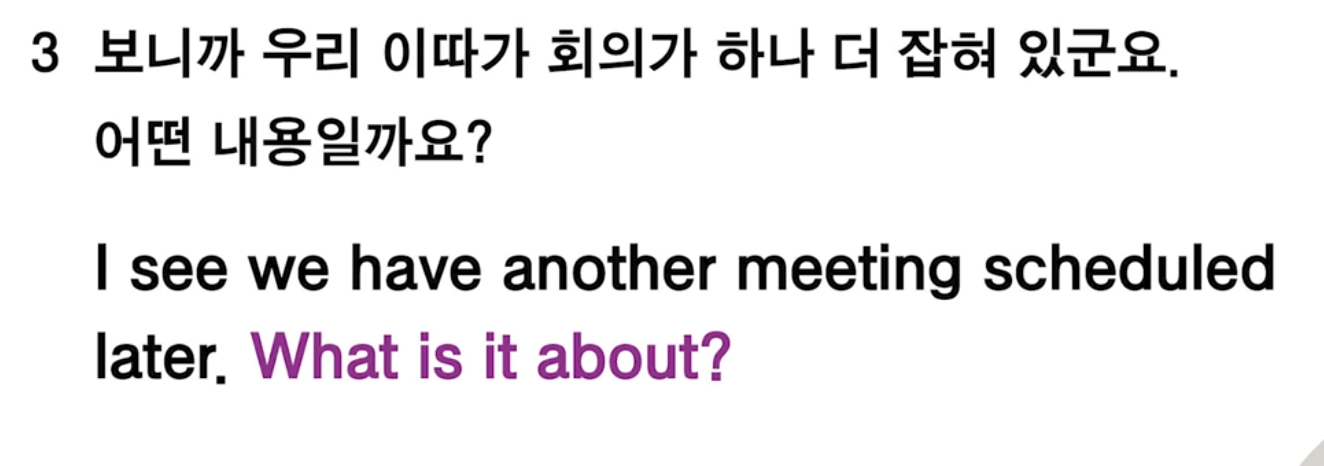 3 보니까 우리 이따가 회의가 하나 더 잡혀 있군요.
어떤 내용일까요?
I see we have another meeting scheduled
later. What is it about?